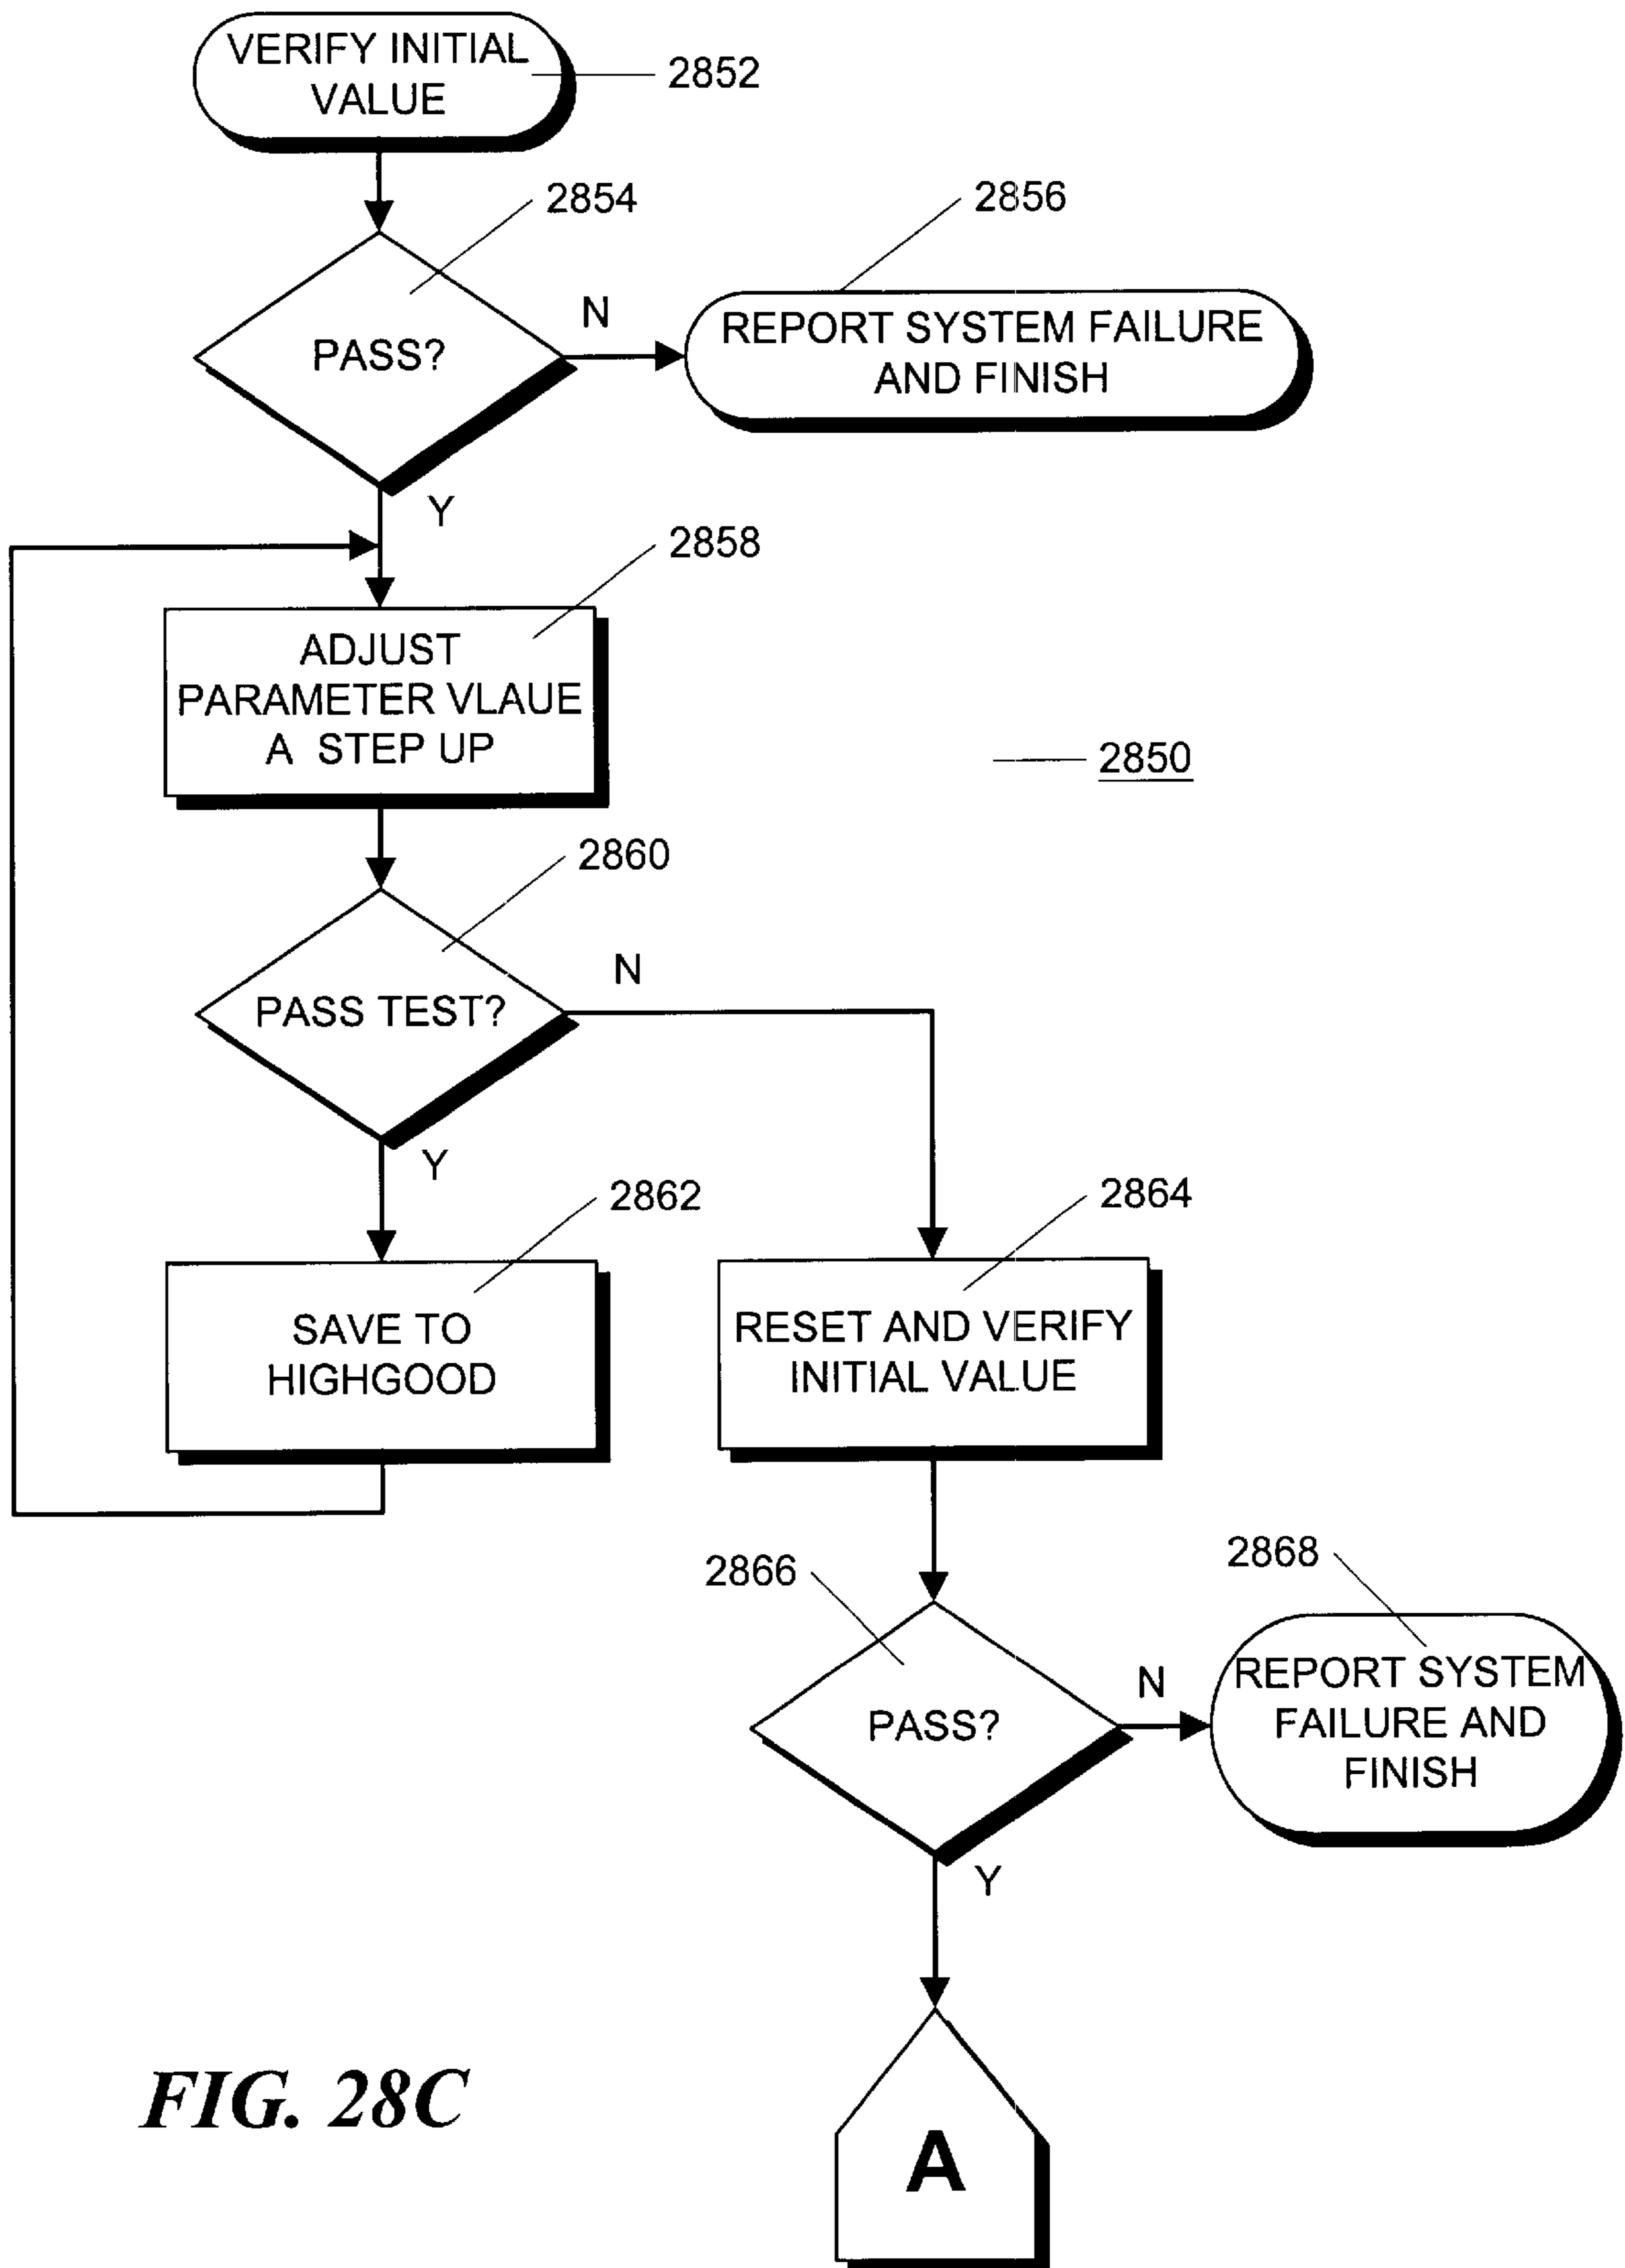 VERIFY INITIAL
VALUE
2852
2854
2856
PASS?
N
REPORT SYSTEM FAILURE
AND FINISH
Y
2858
ADJUST
PARAMETER VLAUE
A STEP UP
2850
2860
PASS TEST?
N
Y
2862
2864
SAVE TO
HIGHGOOD
RESET AND VERIFY
INITIAL VALUE
2866
2868
PASS?
N
REPORT SYSTEM
FAILURE AND
FINISH
Y
FIG. 28C
A